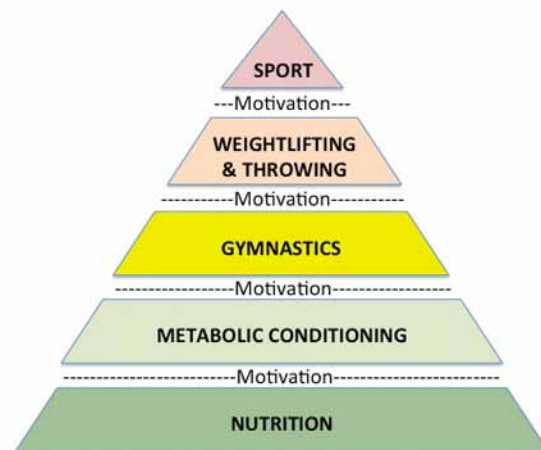 SPORT
---Motivation---
WEIGHTLIFTING
& THROWING
-----------Motivation-----------
GYMNASTICS
------------------Motivation------------------
METABOLIC CONDITIONING
--------------------------Motivation-------------------------
NUTRITION